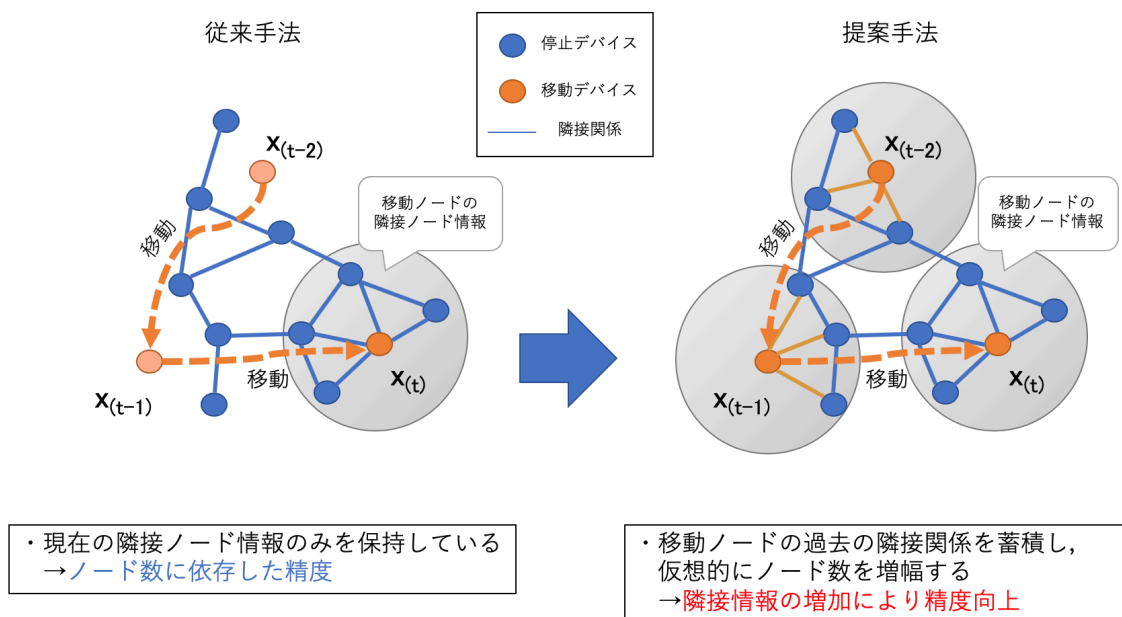 従来手法
停止デバイス
移動デバイス
隣接関係
提案手法
X(t−2)
移動ノードの
隣接ノード情報
移動
X(t−1)
移動
X(t)
X(t−2)
移動ノードの
隣接ノード情報
移動
X(t−1)
移動
X(t)
・現在の隣接ノード情報のみを保持している
→ノード数に依存した精度
・移動ノードの過去の隣接関係を蓄積し,
仮想的にノード数を増幅する
→隣接情報の増加により精度向上